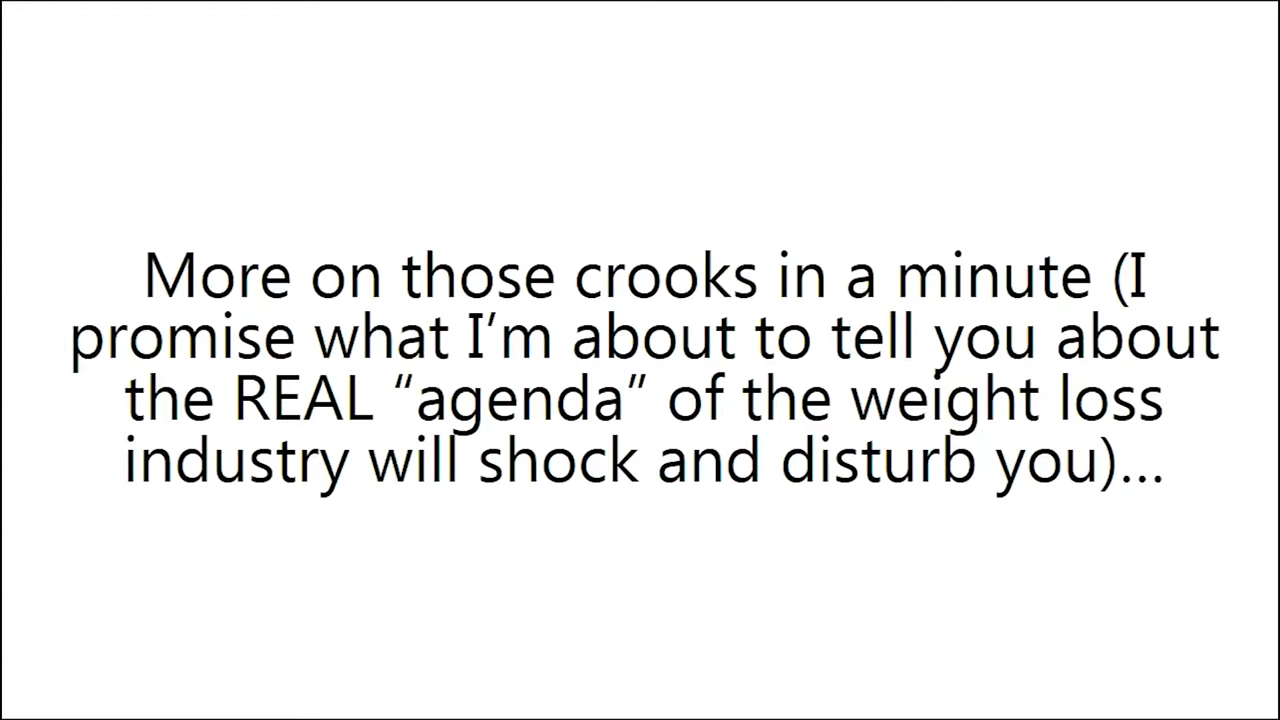 More on those crooks in a minute (I
promise what I’m about to tell you about
the REAL “agenda” of the weight loss
industry will shock and disturb you)...